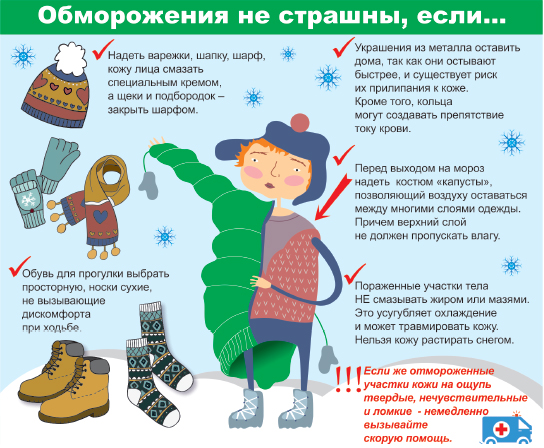 Обморожения не страшны, если...
Надеть варежки, шапку, шарф,
кожу лица смазать
специальным кремом,
а щеки и подбородок –
закрыть шарфом.
Украшения из металла оставить
дома, так как они остывают
быстрее, и существует риск
их прилипания к коже.
Кроме того, кольца
могут создавать препятствие
току крови.
Перед выходом на мороз
надеть костюм «капусты»,
позволяющий воздуху оставаться
между многими слоями одежды.
Причем верхний слой
не должен пропускать влагу.
Обувь для прогулки выбрать
просторную, носки сухие,
не вызывающие
дискомфорта
при ходьбе.
Пораженные участки тела
НЕ смазывать жиром или мазями.
Это усугубляет охлаждение
и может травмировать кожу.
Нельзя кожу растирать снегом.
!!! Если же отмороженные
участки кожи на ощупь
твердые, нечувствительные
и ломкие - немедленно
вызывайте
скорую помощь.